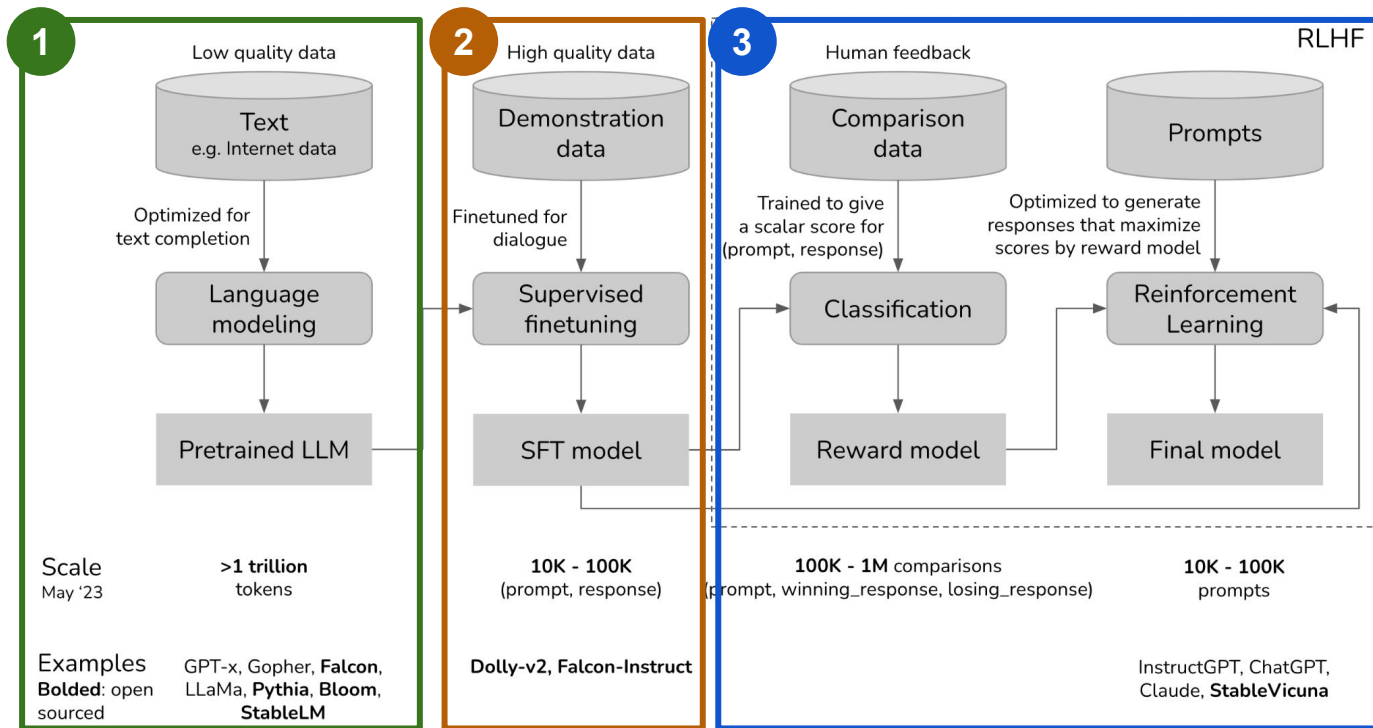 1
2
3
RLHF
Low quality data
Text
e.g. Internet data
Optimized for
text completion
Language
modeling
Pretrained LLM
High quality data
Demonstration
data
Finetuned for
dialogue
Supervised
finetuning
SFT model
Human feedback
Comparison
data
Trained to give
a scalar score for
(prompt, response)
Classification
Reward model
Prompts
Optimized to generate
responses that maximize
scores by reward model
Reinforcement
Learning
Final model
Scale
May ‘23
>1 trillion
tokens
10K - 100K
(prompt, response)
100K - 1M comparisons
(prompt, winning_response, losing_response)
10K - 100K
prompts
Examples
Bolded: open
sourced
GPT-x, Gopher, Falcon,
LLaMa, Pythia, Bloom,
StableLM
Dolly-v2, Falcon-Instruct
InstructGPT, ChatGPT,
Claude, StableVicuna